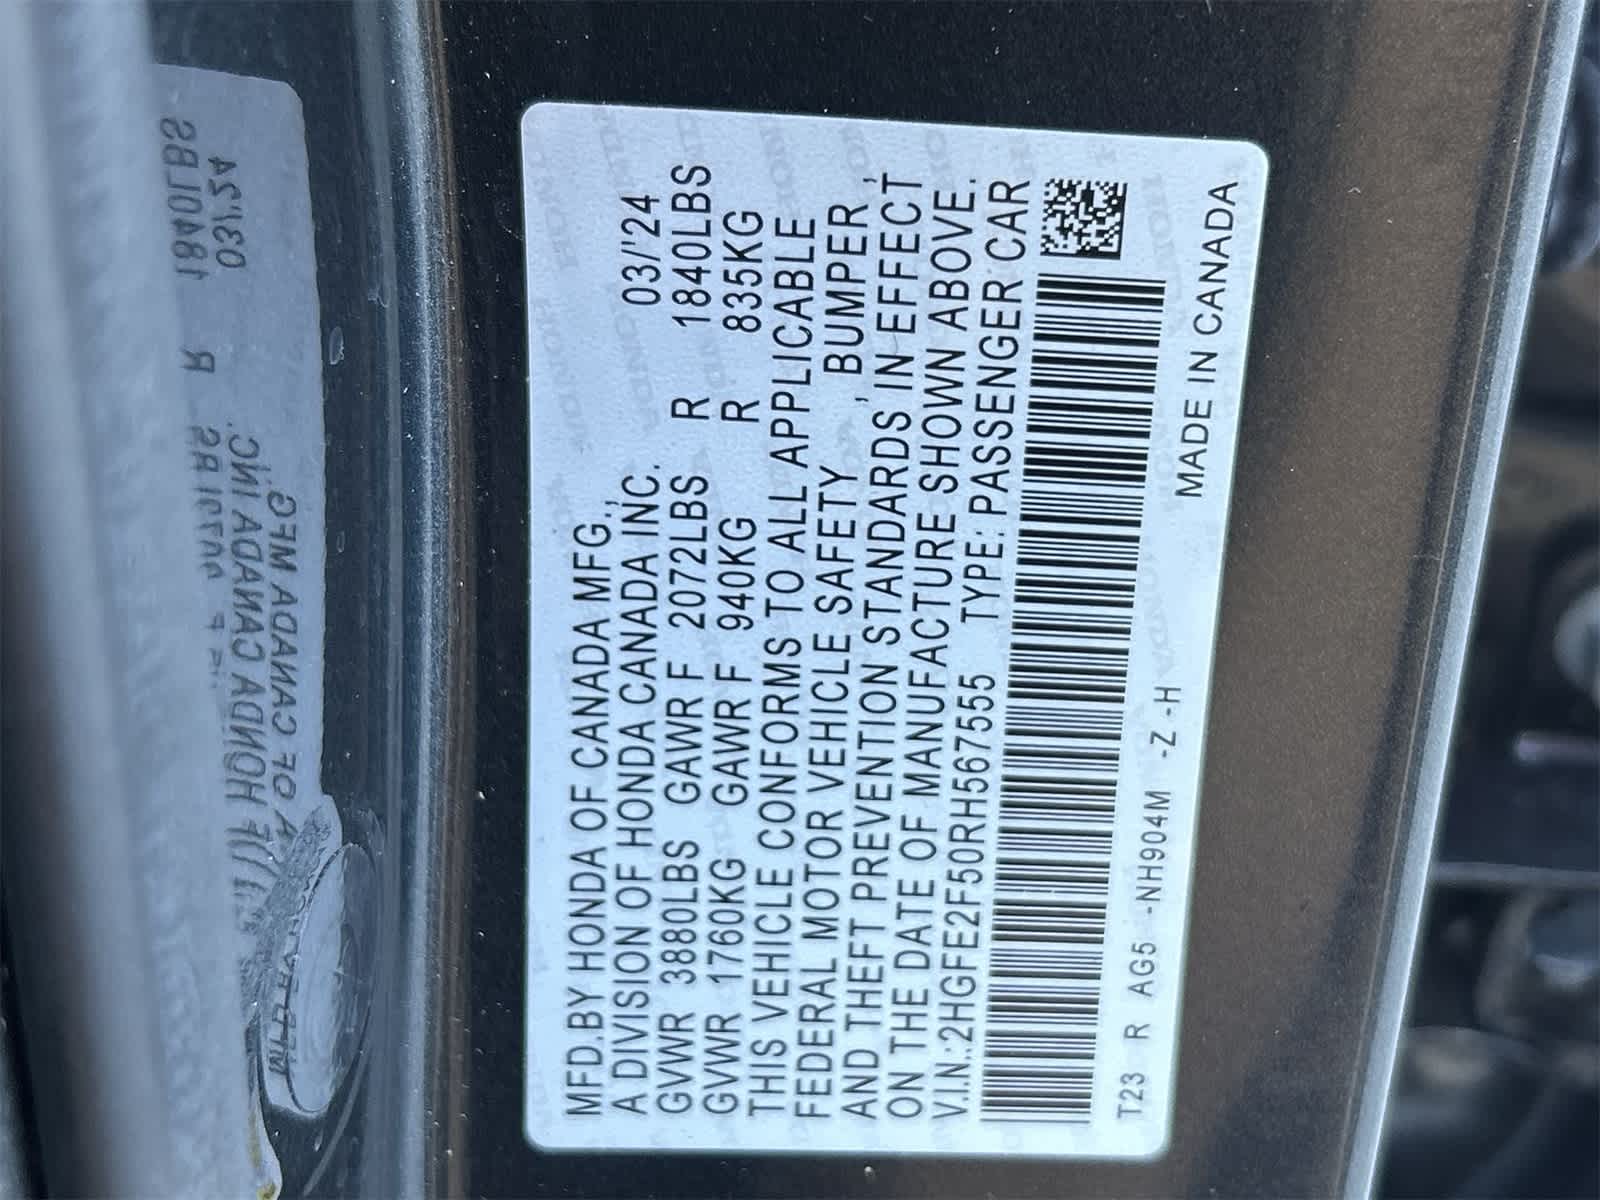 MFD.BY HONDA OF CANADA MFG.,
A DIVISION OF HONDA CANADA INC. 03/'24
GVWR 3880LBS GAWR F 2072LBS R 1840LBS
GVWR 1760KG GAWR F 940KG R 835KG
THIS VEHICLE CONFORMS TO ALL APPLICABLE
FEDERAL MOTOR VEHICLE SAFETY , BUMPER ,
AND THEFT PREVENTION STANDARDS IN EFFECT
ON THE DATE OF MANUFACTURE SHOWN ABOVE.
V.I.N.:2HGFE2F50RH567555 TYPE: PASSENGER CAR
T23 R AG5 -NH904M -Z -H
MADE IN CANADA